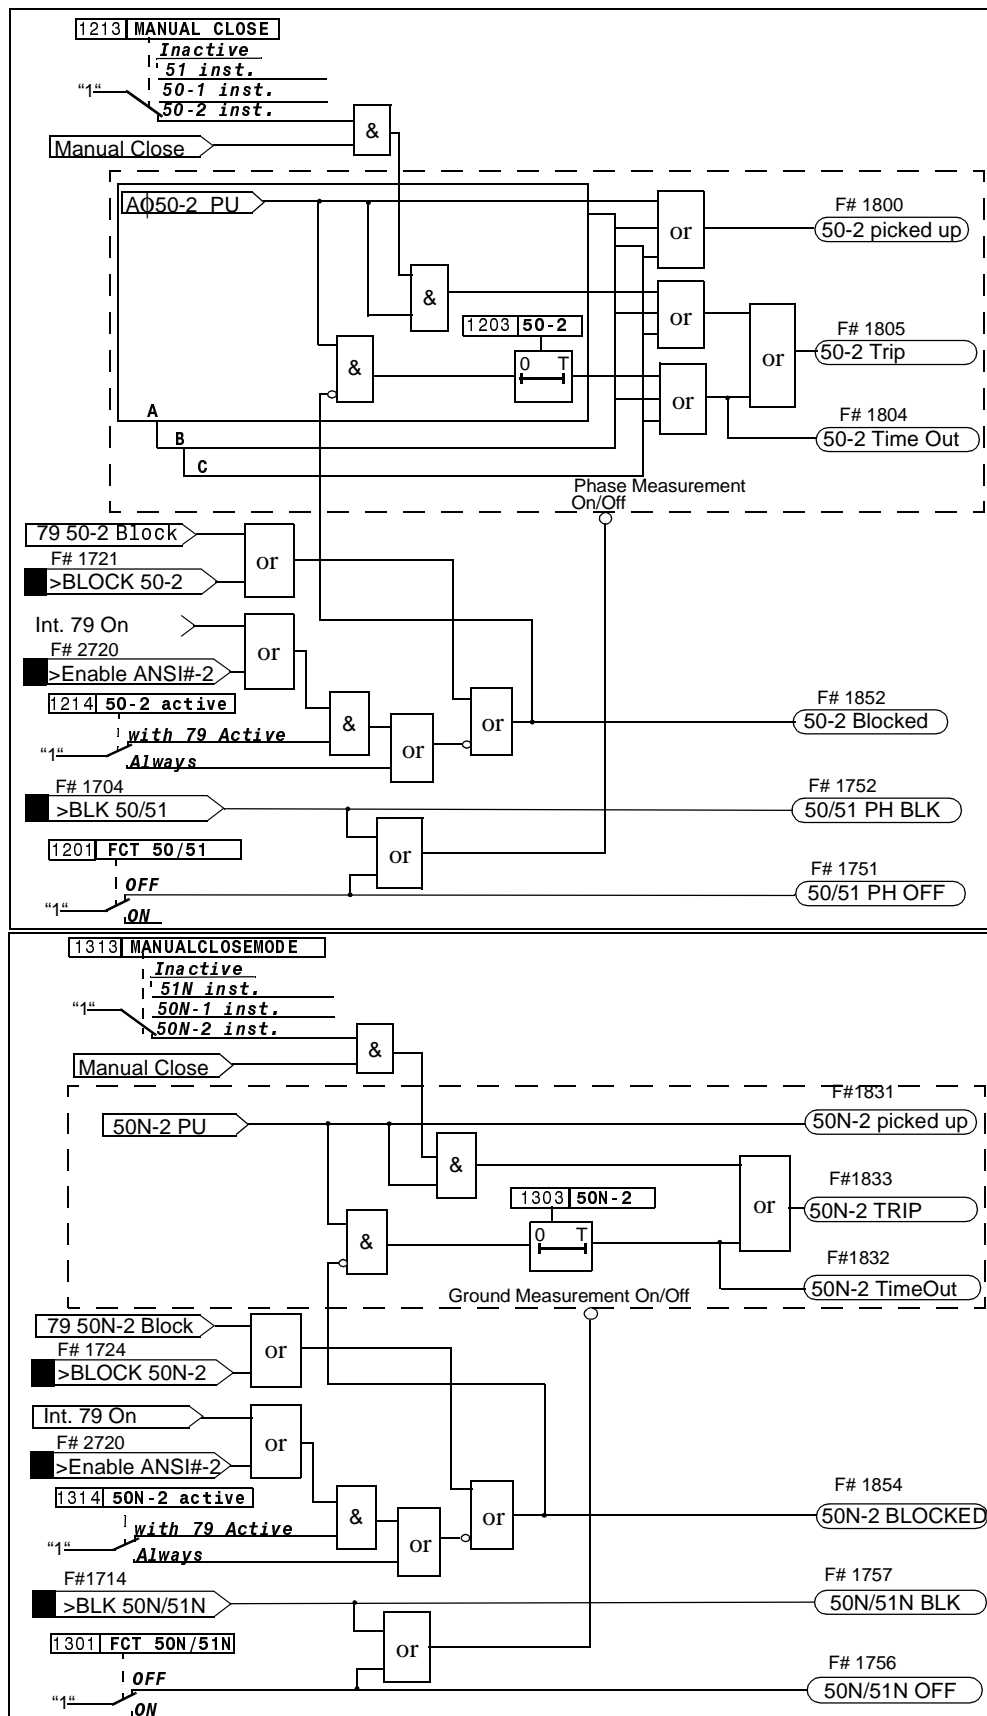 1213 MANUAL CLOSE
Inactive
51 inst.
50-1 inst.
50-2 inst.
“1“
&
Manual Close
AΦ50-2 PU
or
F# 1800
50-2 picked up
&
or
1203 50-2
or
F# 1805
50-2 Trip
&
0 T
or
F# 1804
50-2 Time Out
A
B
C
Phase Measurement
On/Off
79 50-2 Block
or
F# 1721
>BLOCK 50-2
Int. 79 On
or
F# 2720
>Enable ANSI#-2
1214 50-2 active
&
or
or
F# 1852
50-2 Blocked
with 79 Active
“1“
Always
F# 1704
>BLK 50/51
F# 1752
50/51 PH BLK
1201 FCT 50/51
or
F# 1751
50/51 PH OFF
OFF
“1“
ON
1313 MANUALCLOSEMODE
Inactive
51N inst.
50N-1 inst.
50N-2 inst.
“1“
&
Manual Close
F#1831
50N-2 picked up
50N-2 PU
&
1303 50N-2
or
F#1833
50N-2 TRIP
&
0 T
F#1832
50N-2 TimeOut
Ground Measurement On/Off
79 50N-2 Block
or
F# 1724
>BLOCK 50N-2
Int. 79 On
or
F# 2720
>Enable ANSI#-2
1314 50N-2 active
&
or
or
F# 1854
50N-2 BLOCKED
with 79 Active
“1“
Always
F#1714
>BLK 50N/51N
F# 1757
50N/51N BLK
1301 FCT 50N/51N
or
F# 1756
50N/51N OFF
OFF
“1“
ON